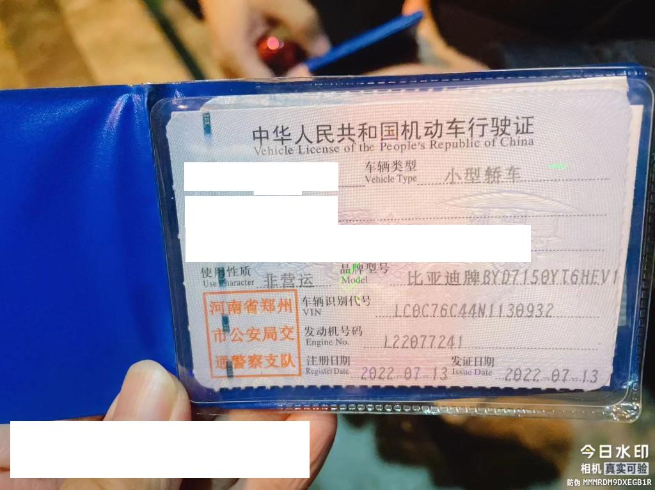 中华人民共和国机动车行驶证
Vehicle License of the People's Republic of China
车辆类型
Vehicle Type
小型轿车
使用性质
Use Character
非营运
品牌型号
Model
比亚迪牌BYD7150YT6HEV1
河南省郑州
市公安局交
通警察支队
车辆识别代号
VIN
LC0C76C44N1130932
发动机号码
Engine No.
L22077241
注册日期
Register Date
2022-07-13
发证日期
Issue Date
2022-07-13
今日水印
相机 真实可验
防伪 MMMRDM9DXEGB1R